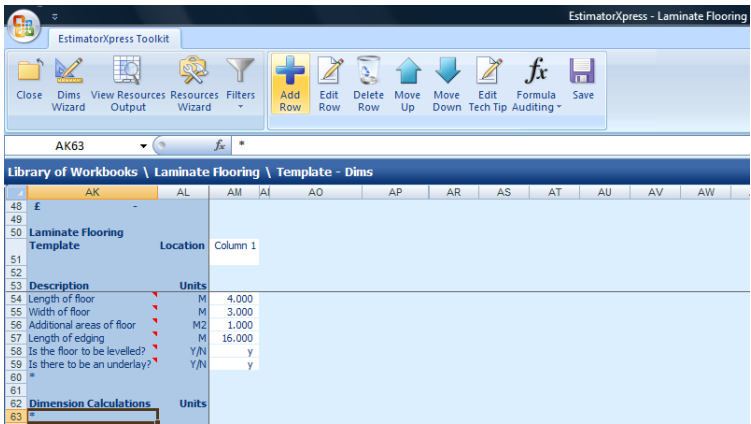 EstimatorXpress - Laminate Flooring
EstimatorXpress Toolkit
Close Dims Wizard View Resources Output Resources Wizard Filters Add Row Edit Row Delete Row Move Up Move Down Edit Tech Tip Formula Auditing Save
AK63 fx *
Library of Workbooks \ Laminate Flooring \ Template - Dims
AK AL AM AO AP AR AS AT AU AV AW
48 £ -
49
50 Laminate Flooring
Template Location Column 1
51
52
53 Description Units
54 Length of floor M 4.000
55 Width of floor M 3.000
56 Additional areas of floor M2 1.000
57 Length of edging M 16.000
58 Is the floor to be levelled? Y/N y
59 Is there to be an underlay? Y/N y
60 *
61
62 Dimension Calculations Units
63 *